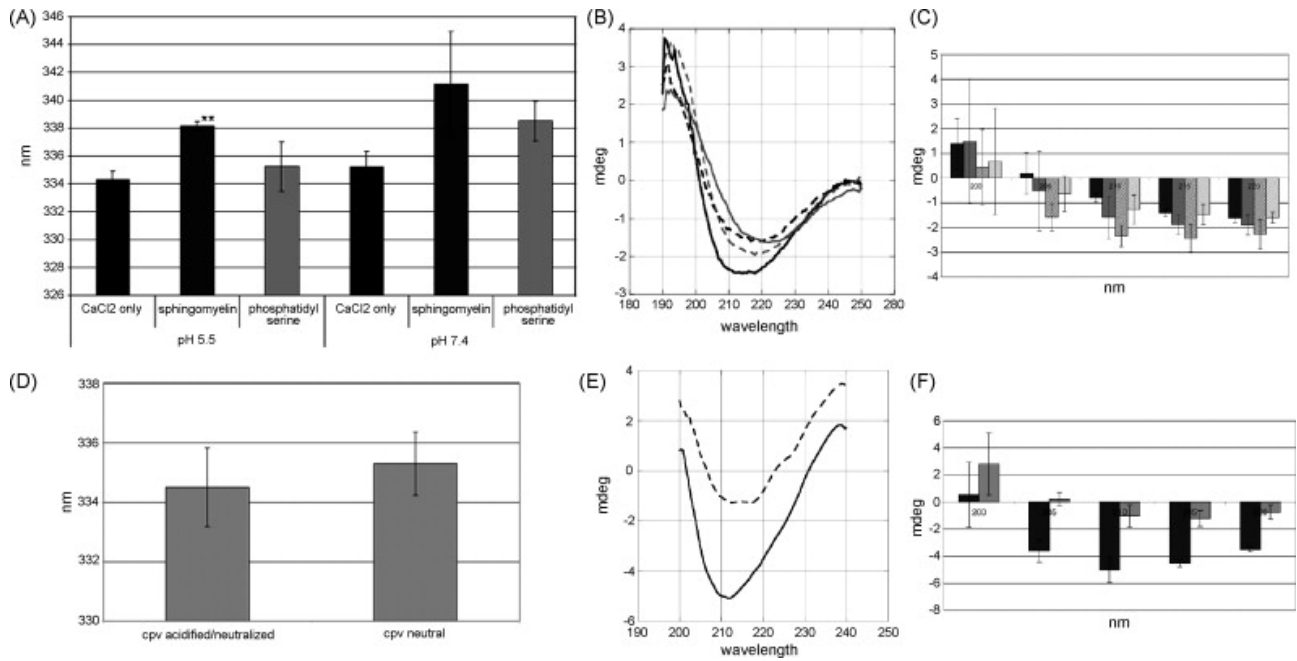 (A)
346
344
342
340
338
336
334
332
330
328
326
nm
**
CaCl2 only
sphingomyelin
phosphatidyl serine
CaCl2 only
sphingomyelin
phosphatidyl serine
pH 5.5
pH 7.4
(B)
4
3
2
1
0
-1
-2
-3
mdeg
180 190 200 210 220 230 240 250 260 280
wavelength
(C)
5
4
3
2
1
0
-1
-2
-3
-4
mdeg
200
nm
(D)
338
336
334
332
330
nm
cpv acidified/neutralized
cpv neutral
(E)
6
4
2
0
-2
-4
-6
mdeg
190 200 210 220 230 240 250
wavelength
(F)
6
4
2
0
-2
-4
-6
-8
mdeg
200
nm